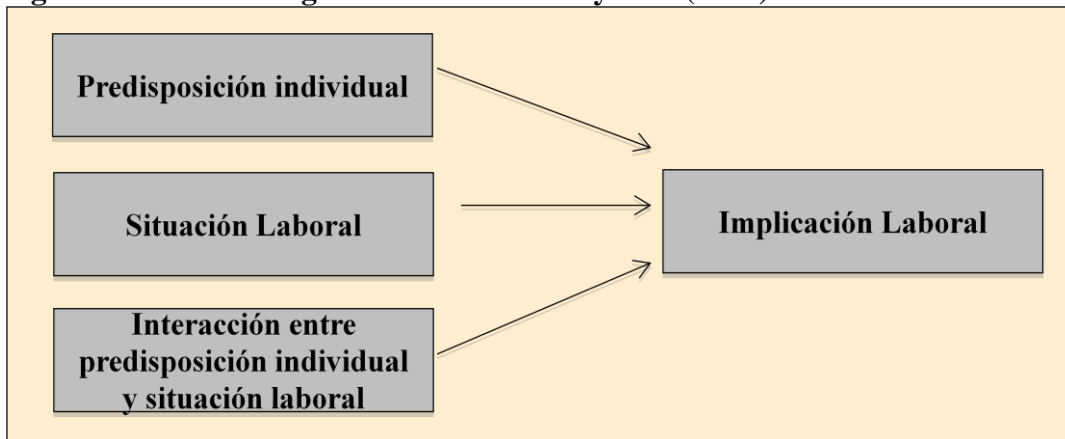 Predisposición individual
Situación Laboral
Implicación Laboral
Interacción entre
predisposición individual
y situación laboral